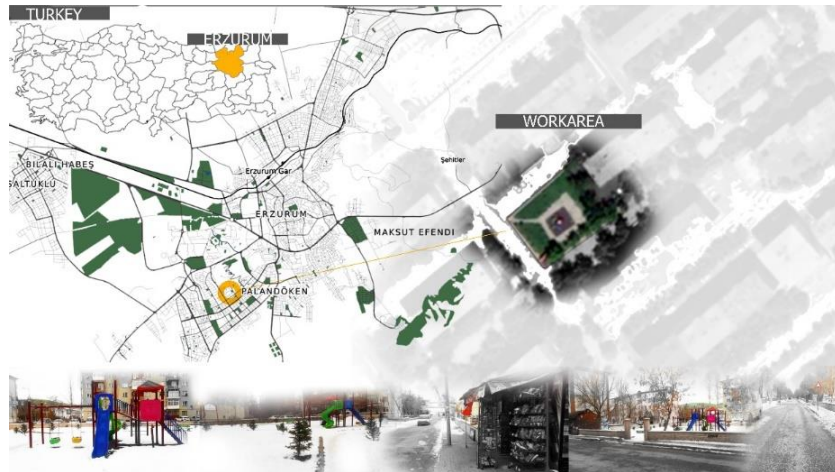 TURKEY
ERZURUM
WORKAREA
BILALI HABEŞ
SALTUKLU
Erzurum Gar
Şehitler
ERZURUM
MAKSUT EFENDI
PALANDÖKEN